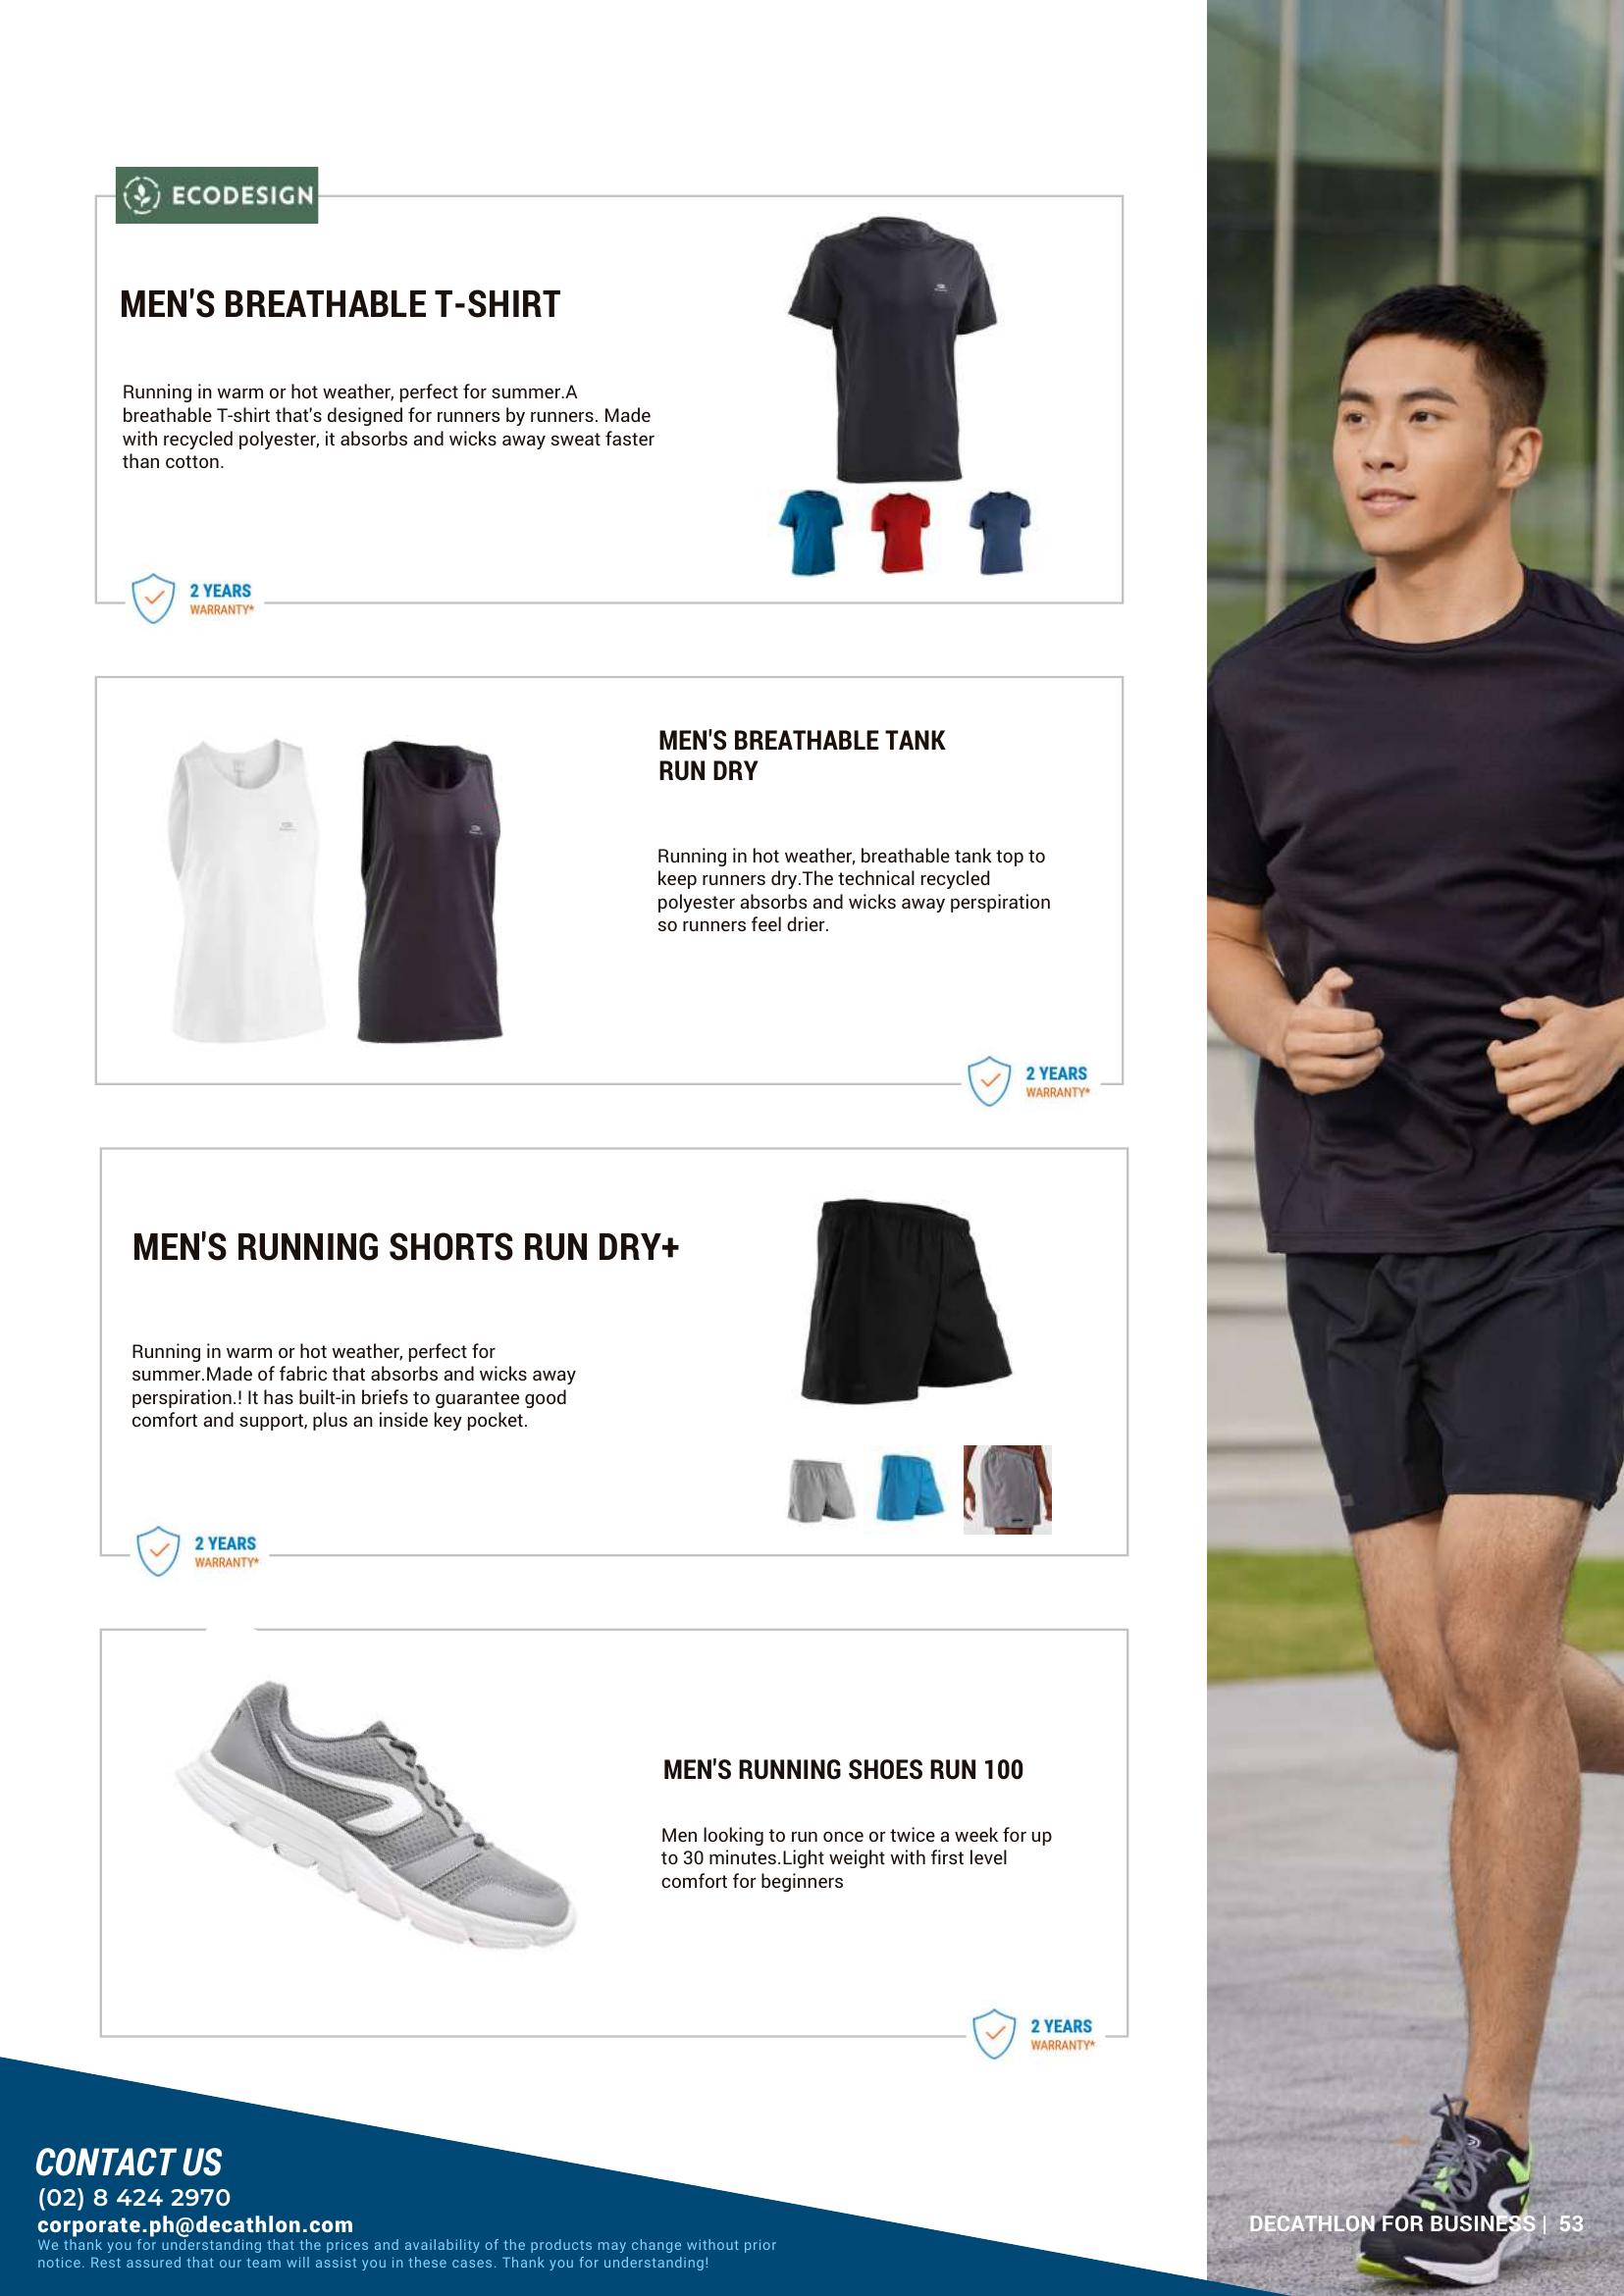 ECODESIGN
MEN'S BREATHABLE T-SHIRT
Running in warm or hot weather, perfect for summer.A
breathable T-shirt that's designed for runners by runners. Made
with recycled polyester, it absorbs and wicks away sweat faster
than cotton.
2 YEARS
WARRANTY*
MEN'S BREATHABLE TANK
RUN DRY
Running in hot weather, breathable tank top to
keep runners dry.The technical recycled
polyester absorbs and wicks away perspiration
so runners feel drier.
2 YEARS
WARRANTY*
MEN'S RUNNING SHORTS RUN DRY+
Running in warm or hot weather, perfect for
summer.Made of fabric that absorbs and wicks away
perspiration.! It has built-in briefs to guarantee good
comfort and support, plus an inside key pocket.
2 YEARS
WARRANTY*
MEN'S RUNNING SHOES RUN 100
Men looking to run once or twice a week for up
to 30 minutes.Light weight with first level
comfort for beginners
2 YEARS
WARRANTY*
CONTACT US
(02) 8 424 2970
corporate.ph@decathlon.com
We thank you for understanding that the prices and availability of the products may change without prior
notice. Rest assured that our team will assist you in these cases. Thank you for understanding!
DECATHLON FOR BUSINESS | 53